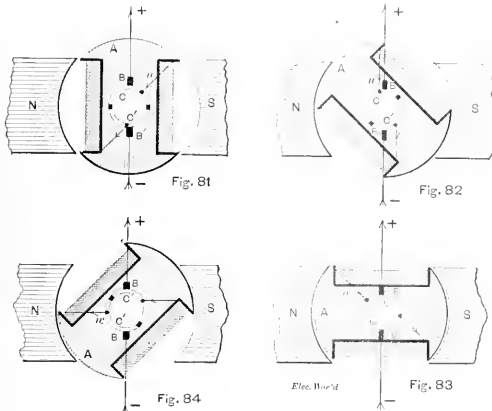 +
A
B
N
C
S
C'
B
−
Fig. 81
+
A
N
C
C'
S
−
Fig. 82
+
N
B
C'
S
C'
B
A
−
Fig. 84
+
N
A
S
−
Elec. World
Fig. 83